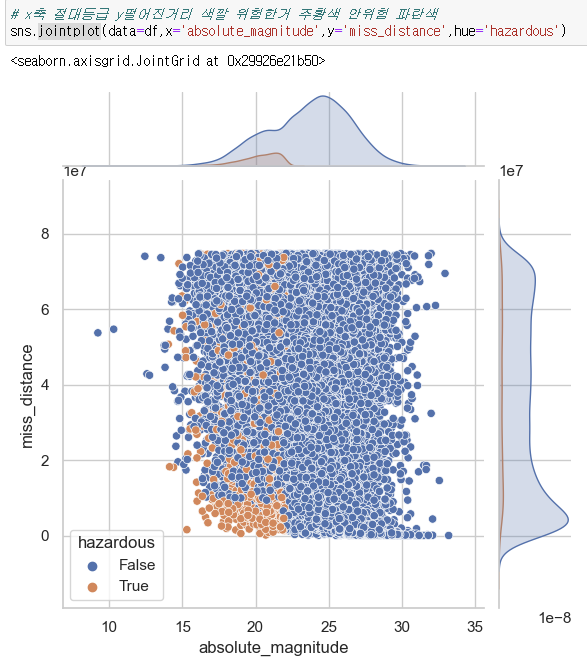 # x축 절대등급 y떨어진거리 색깔 위험한거 주황색 안위험 파란색
sns.jointplot(data=df,x='absolute_magnitude',y='miss_distance',hue='hazardous')
<seaborn.axisgrid.JointGrid at 0x29926e21b50>
1e7
1e7
8
6
4
2
0
miss_distance
hazardous
False
True
10
15
20
25
30
35
1e−8
absolute_magnitude